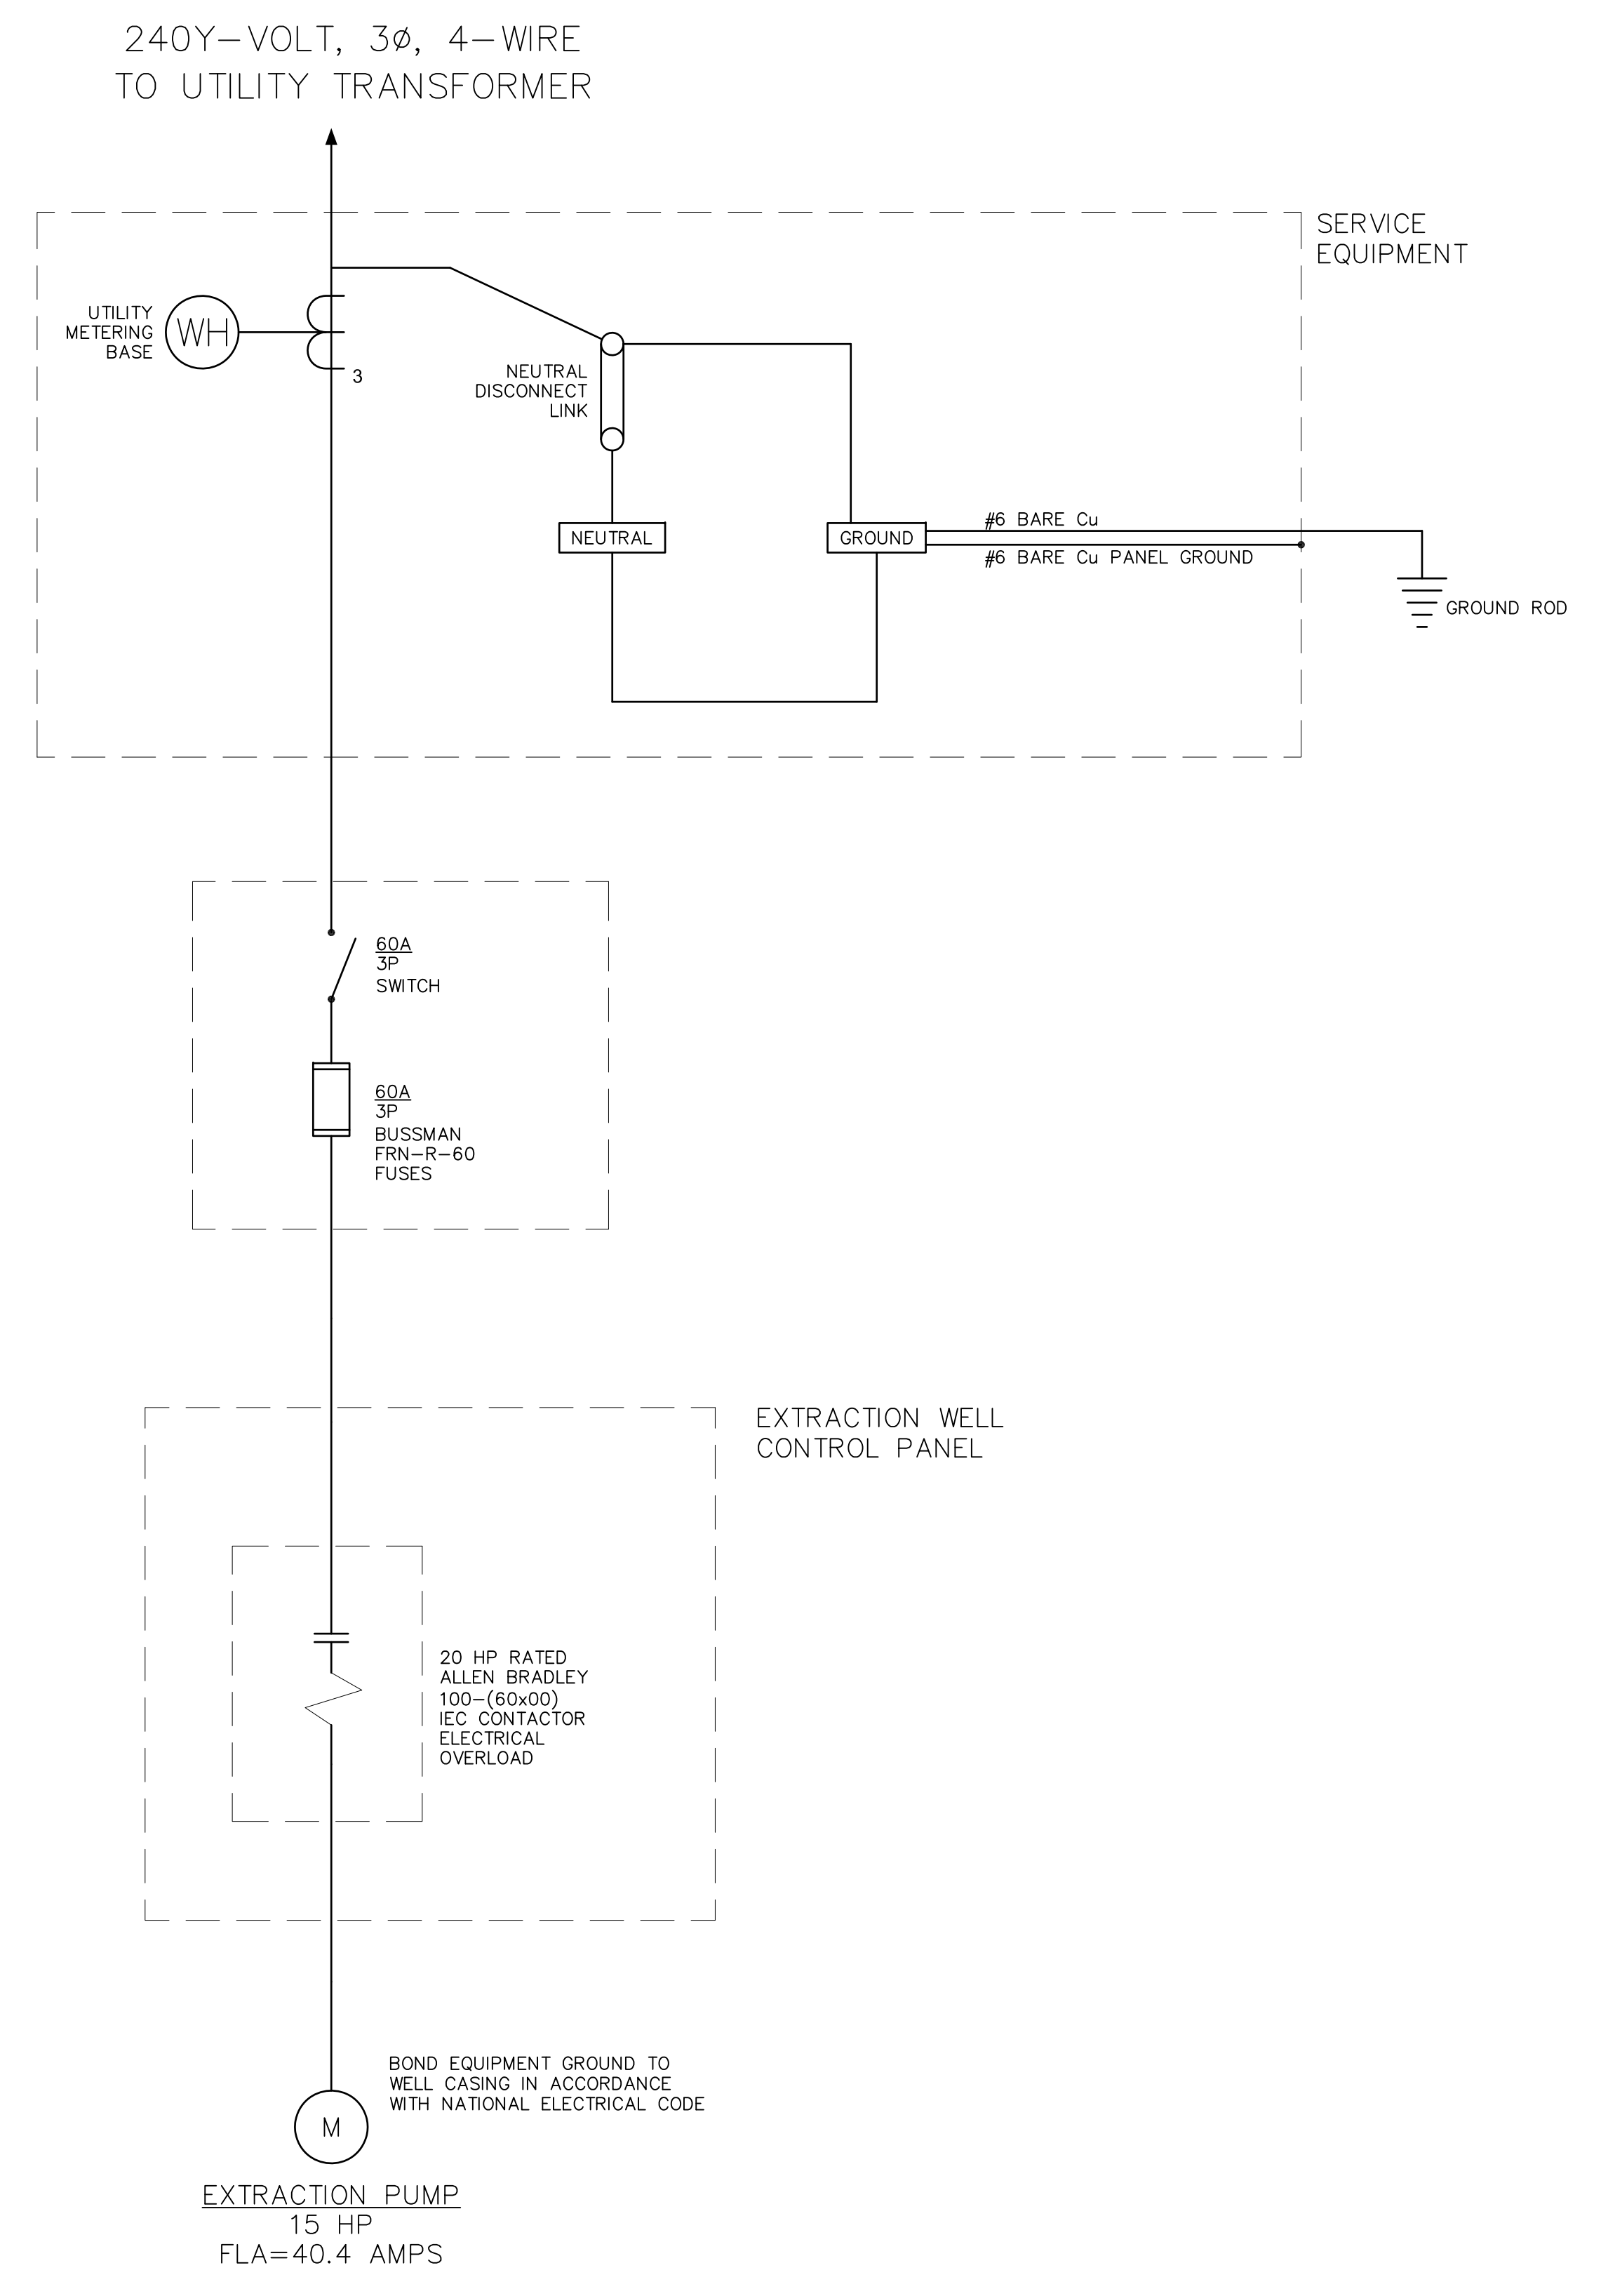 240Y-VOLT, 3Ø, 4-WIRE
TO UTILITY TRANSFORMER
SERVICE
EQUIPMENT
UTILITY
METERING
BASE
WH
3
NEUTRAL
DISCONNECT
LINK
NEUTRAL
GROUND
#6 BARE Cu
#6 BARE Cu PANEL GROUND
GROUND ROD
60A
3P
SWITCH
60A
3P
BUSSMAN
FRN-R-60
FUSES
EXTRACTION WELL
CONTROL PANEL
20 HP RATED
ALLEN BRADLEY
100-(60x00)
IEC CONTACTOR
ELECTRICAL
OVERLOAD
BOND EQUIPMENT GROUND TO
WELL CASING IN ACCORDANCE
WITH NATIONAL ELECTRICAL CODE
M
EXTRACTION PUMP
15 HP
FLA=40.4 AMPS